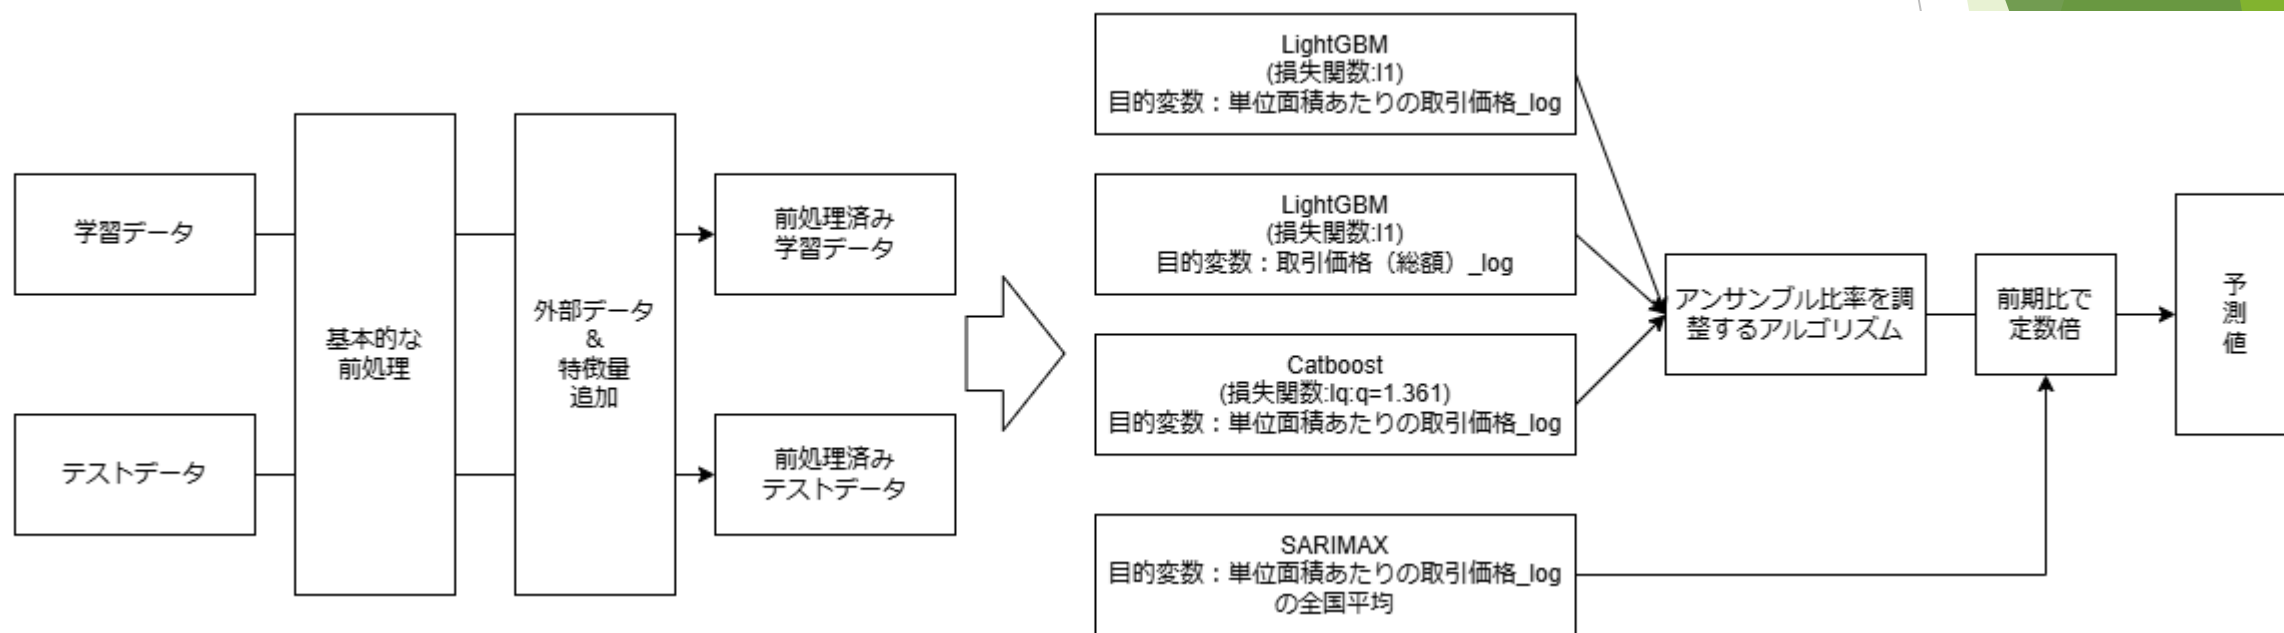 学習データ
テストデータ
基本的な
前処理
外部データ
&
特徴量
追加
前処理済み
学習データ
前処理済み
テストデータ
LightGBM
(損失関数:l1)
目的変数：単位面積あたりの取引価格_log
LightGBM
(損失関数:l1)
目的変数：取引価格（総額）_log
Catboost
(損失関数:lq:q=1.361)
目的変数：単位面積あたりの取引価格_log
SARIMAX
目的変数：単位面積あたりの取引価格_log
の全国平均
アンサンブル比率を調
整するアルゴリズム
前期比で
定数倍
予
測
値